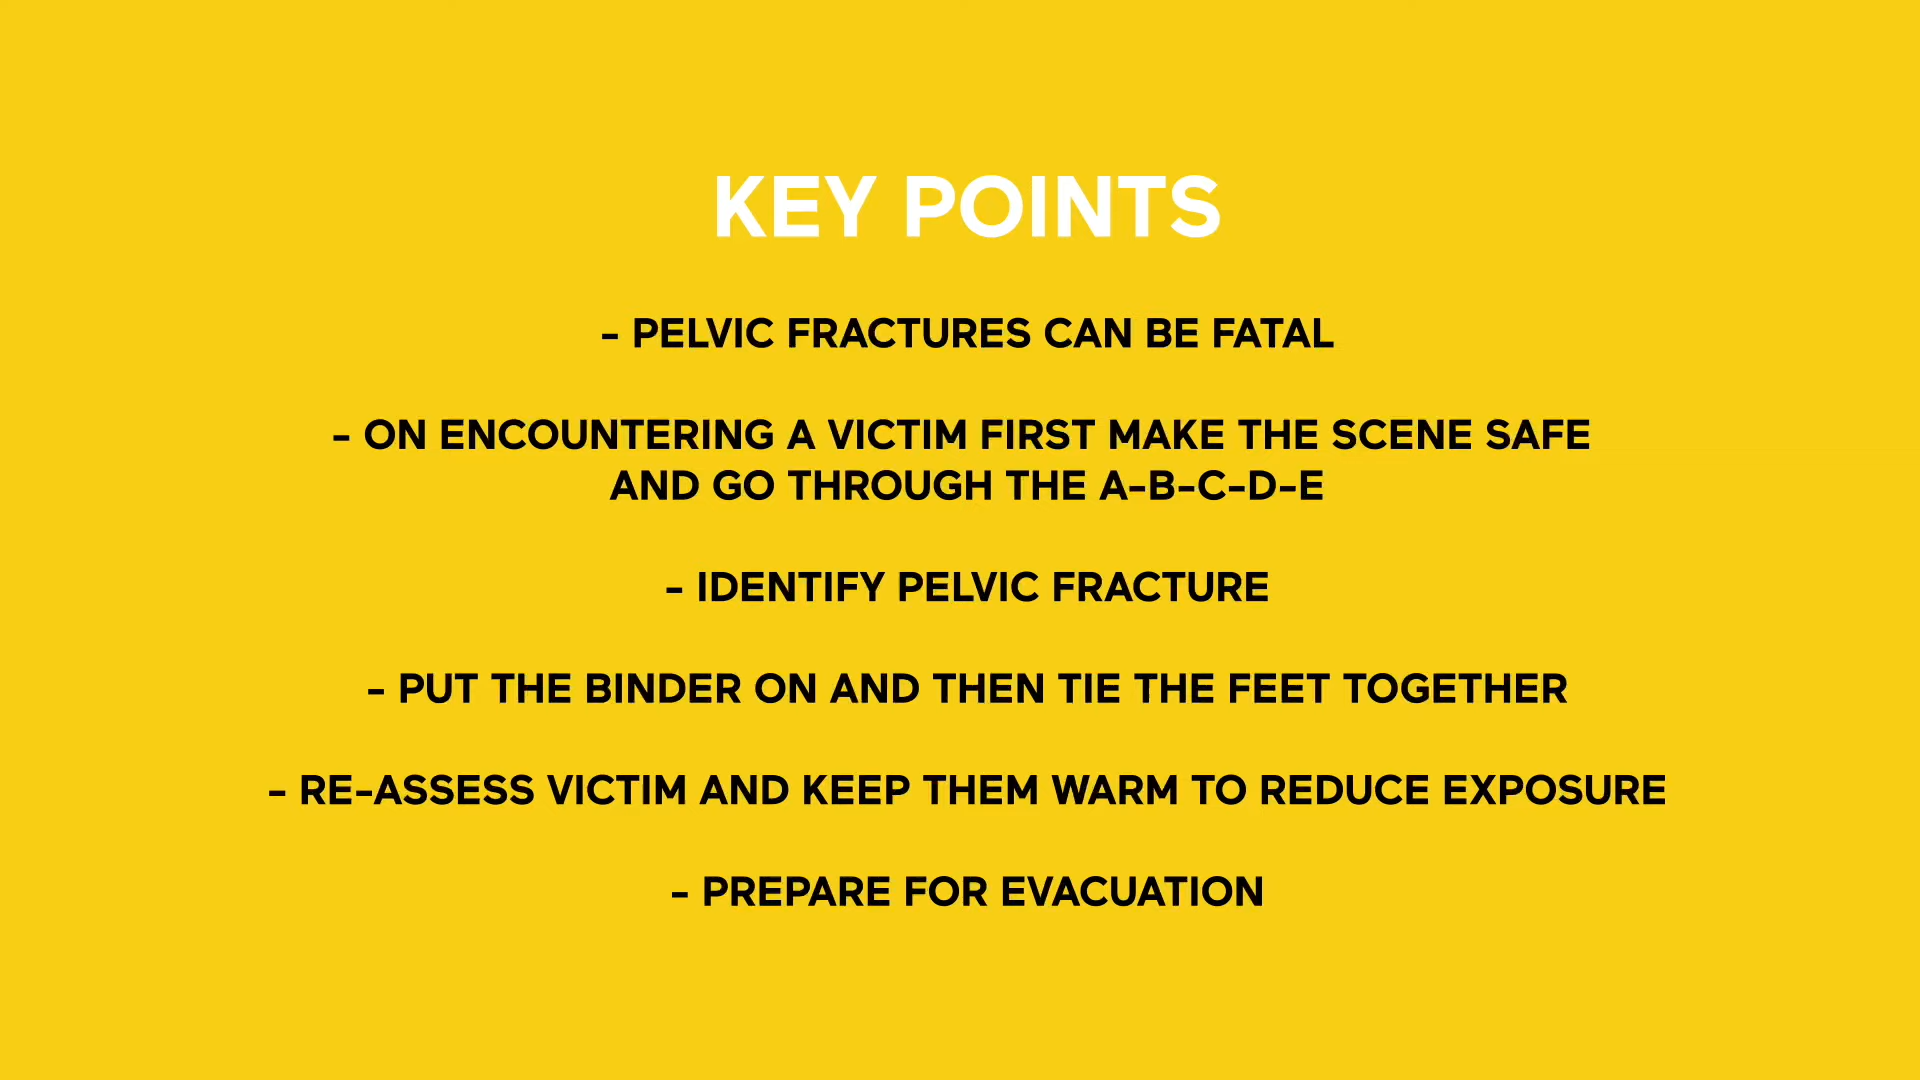 KEY POINTS
- PELVIC FRACTURES CAN BE FATAL
- ON ENCOUNTERING A VICTIM FIRST MAKE THE SCENE SAFE
AND GO THROUGH THE A-B-C-D-E
- IDENTIFY PELVIC FRACTURE
- PUT THE BINDER ON AND THEN TIE THE FEET TOGETHER
- RE-ASSESS VICTIM AND KEEP THEM WARM TO REDUCE EXPOSURE
- PREPARE FOR EVACUATION